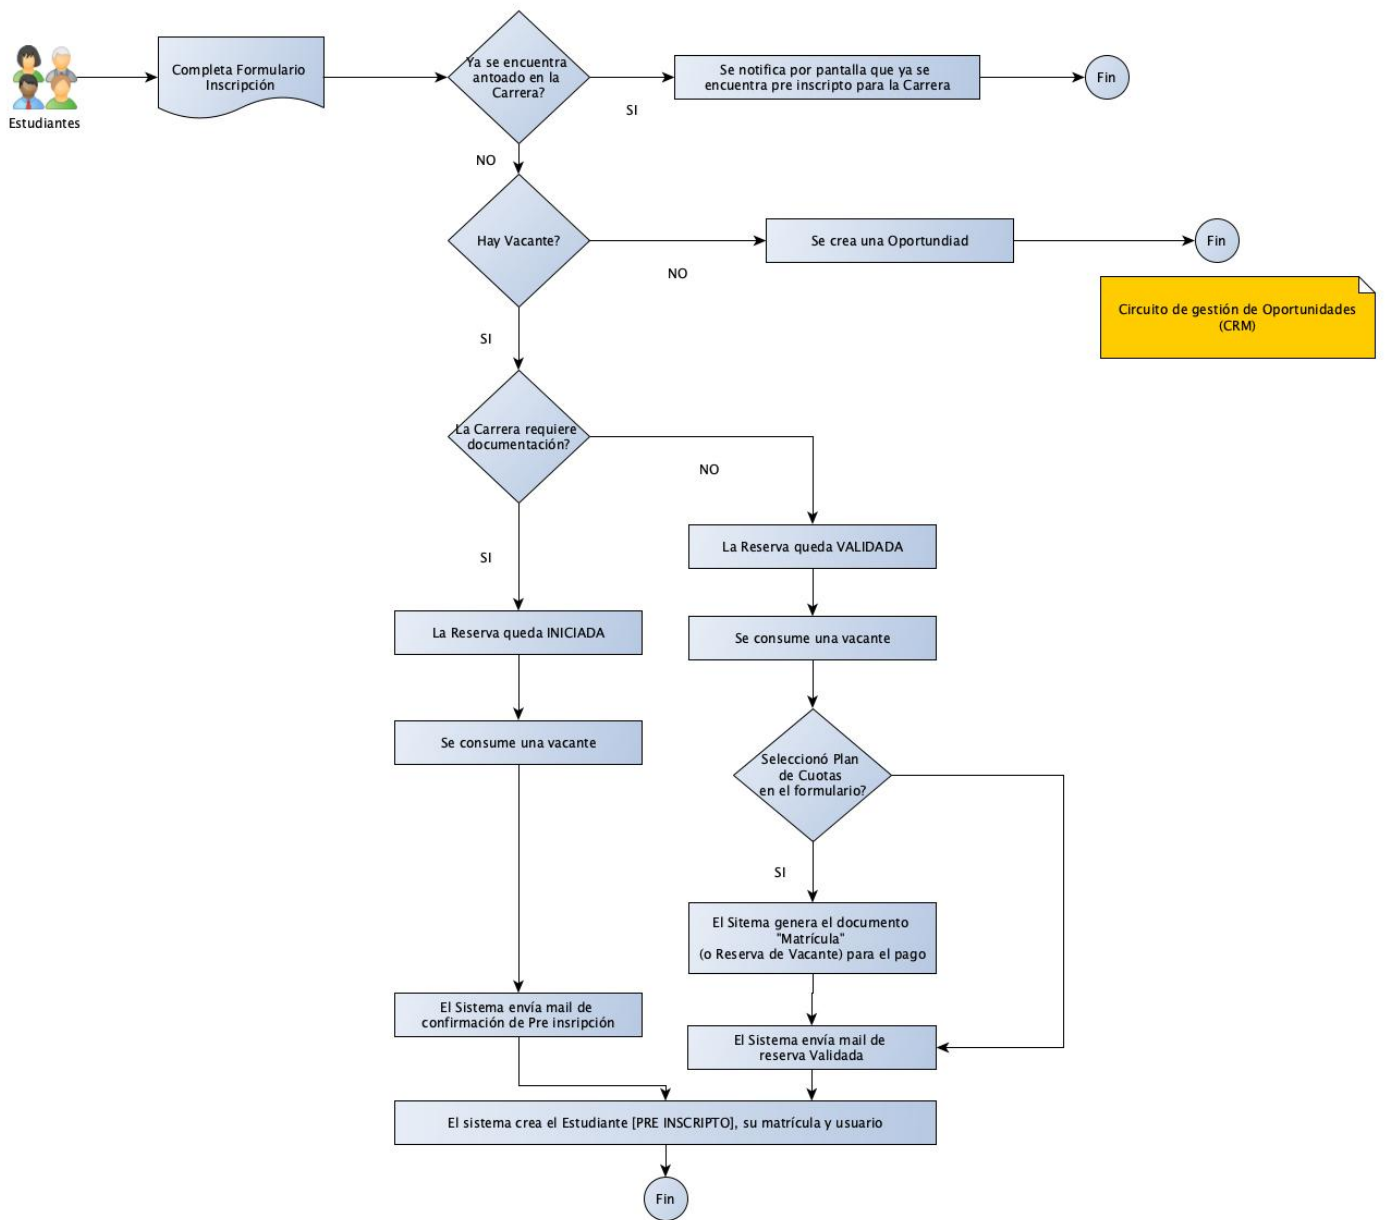 Estudiantes
Completa Formulario
Inscripción
Ya se encuentra
antoado en la
Carrera?
SI
Se notifica por pantalla que ya se
encuentra pre inscripto para la Carrera
Fin
NO
Hay Vacante?
NO
Se crea una Oportundiad
Fin
Circuito de gestión de Oportunidades
(CRM)
SI
La Carrera requiere
documentación?
NO
SI
La Reserva queda VALIDADA
La Reserva queda INICIADA
Se consume una vacante
Se consume una vacante
Seleccionó Plan
de Cuotas
en el formulario?
SI
El Sitema genera el documento
"Matrícula"
(o Reserva de Vacante) para el pago
El Sistema envía mail de
confirmación de Pre insripción
El Sistema envía mail de
reserva Validada
El sistema crea el Estudiante [PRE INSCRIPTO], su matrícula y usuario
Fin